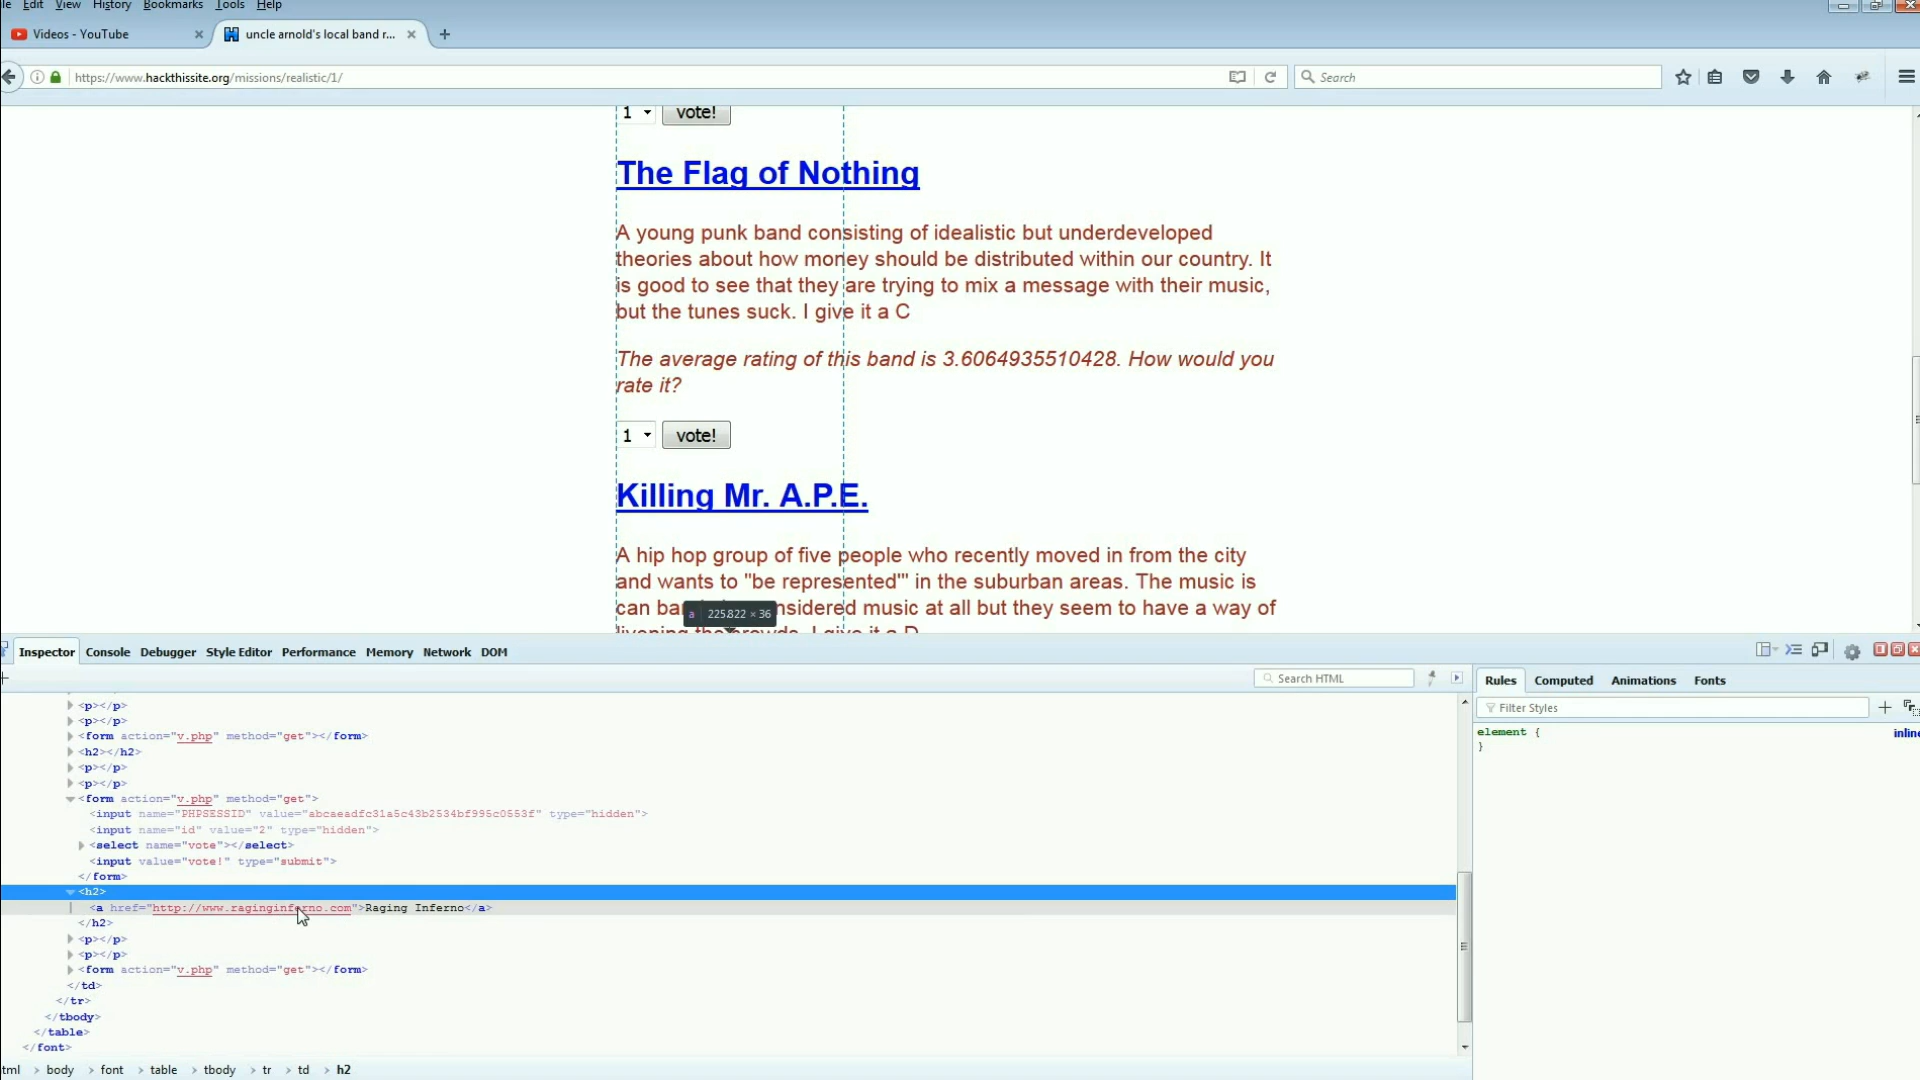 Edit View History Bookmarks Tools Help
Videos - YouTube
uncle arnold's local band r...
https://www.hackthissite.org/missions/realistic/1/
Search
1 vote!
The Flag of Nothing
A young punk band consisting of idealistic but underdeveloped
theories about how money should be distributed within our country. It
is good to see that they are trying to mix a message with their music,
but the tunes suck. I give it a C
The average rating of this band is 3.6064935510428. How would you
rate it?
1 vote!
Killing Mr. A.P.E.
A hip hop group of five people who recently moved in from the city
and wants to "be represented'" in the suburban areas. The music is
can considered music at all but they seem to have a way of
a 225.822 × 36
I give it a D
Inspector Console Debugger Style Editor Performance Memory Network DOM
Search HTML
<p></p>
<p></p>
<form action="v.php" method="get"></form>
<h2></h2>
<p></p>
<p></p>
<form action="v.php" method="get">
<input name="PHPSESSID" value="abcaeadfc31a5c43b2534bf995c0553f" type="hidden">
<input name="id" value="2" type="hidden">
<select name="vote"></select>
<input value="vote!" type="submit">
</form>
<h2>
<a href="http://www.raginginferno.com">Raging Inferno</a>
</h2>
<p></p>
<p></p>
<form action="v.php" method="get"></form>
</td>
</tr>
</tbody>
</table>
</font>
tml > body > font > table > tbody > tr > td > h2
Rules Computed Animations Fonts
Filter Styles
element {
inline
}